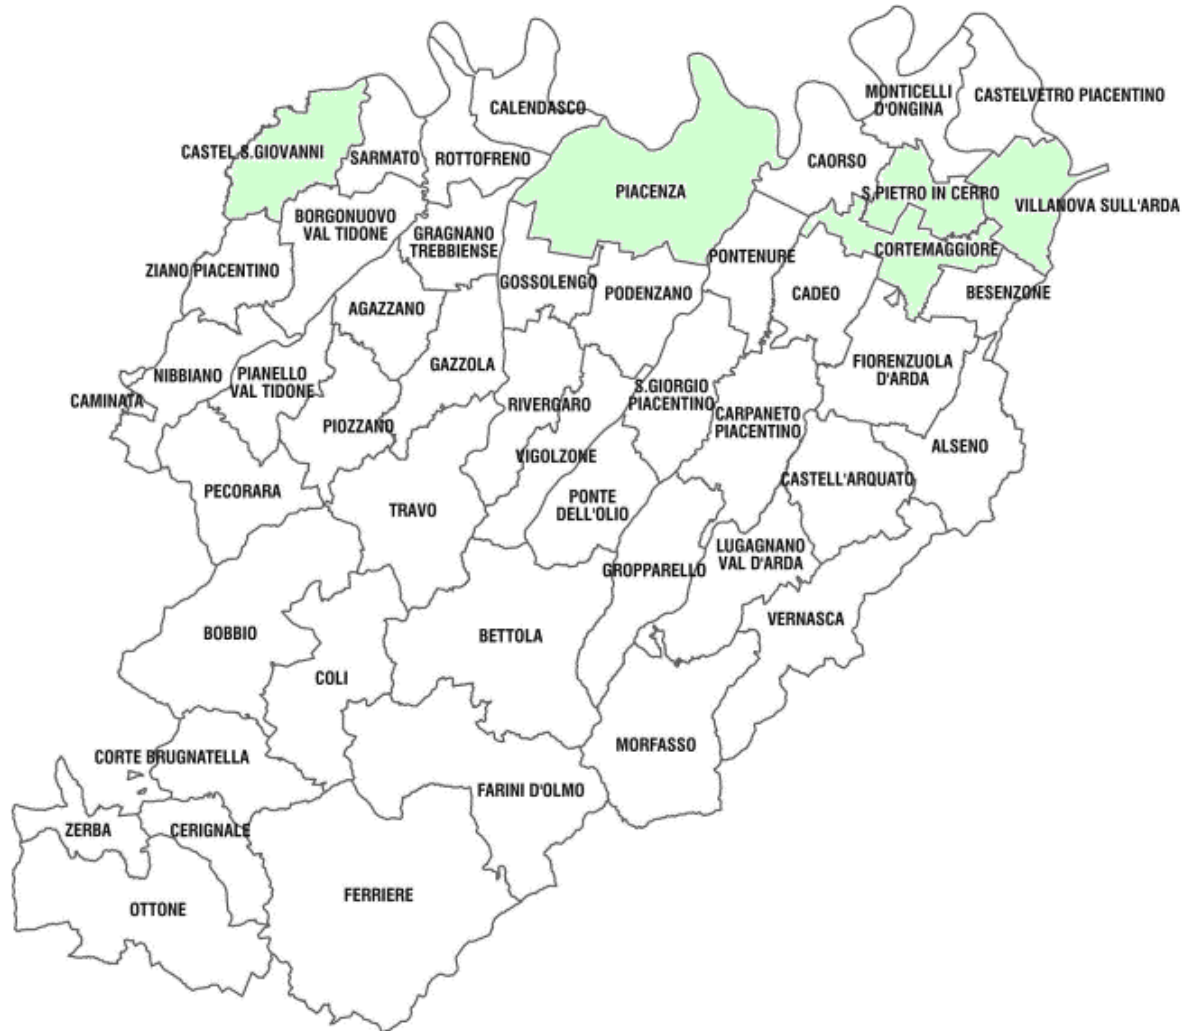 MONTICELLI
D'ONGINA
CASTELVETRO PIACENTINO
CALENDASCO
CASTEL S.GIOVANNI
SARMATO
ROTTOFRENO
CAORSO
PIACENZA
S,PIETRO IN CERRO
VILLANOVA SULL'ARDA
BORGONUOVO
VAL TIDONE
GRAGNANO
TREBBIENSE
CORTEMAGGIORE
PONTENURE
ZIANO PIACENTINO
GOSSOLENGO
PODENZANO
CADEO
BESENZONE
AGAZZANO
GAZZOLA
FIORENZUOLA
D'ARDA
NIBBIANO
PIANELLO
VAL TIDONE
CAMINATA
RIVERGARO
S.GIORGIO
PIACENTINO
CARPANETO
PIACENTINO
PIOZZANO
ALSENO
VIGOLZONE
CASTELL'ARQUATO
PECORARA
TRAVO
PONTE
DELL'OLIO
LUGAGNANO
VAL D'ARDA
GROPPARELLO
VERNASCA
BOBBIO
BETTOLA
COLI
MORFASSO
CORTE BRUGNATELLA
FARINI D'OLMO
ZERBA
CERIGNALE
FERRIERE
OTTONE